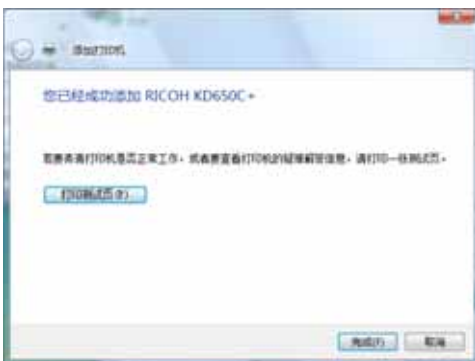 添加打印机
您已经成功添加 RICOH KD650C+
若要弄清打印机是否正常工作，或者要查看打印机的疑难解答信息，请打印一张测试页。
打印测试页(P)
完成(F)
取消